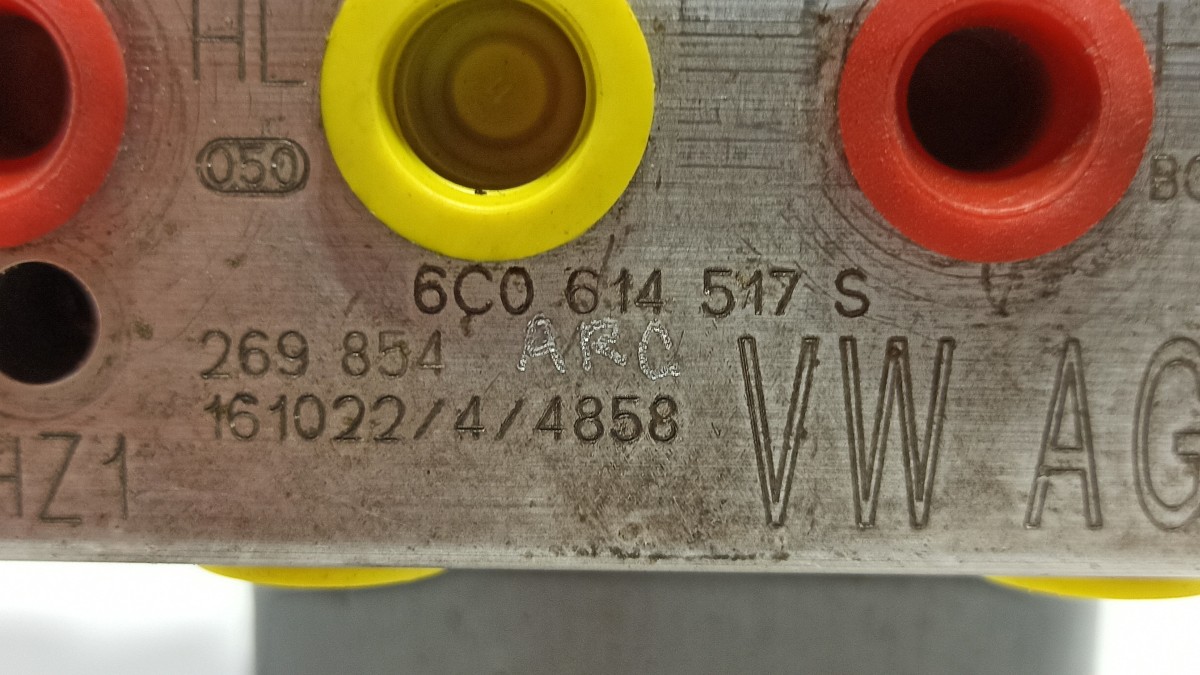 HL
050
6C0 614 517 S
269 854 ARC
161022/4/4858
VW AG
HZ1